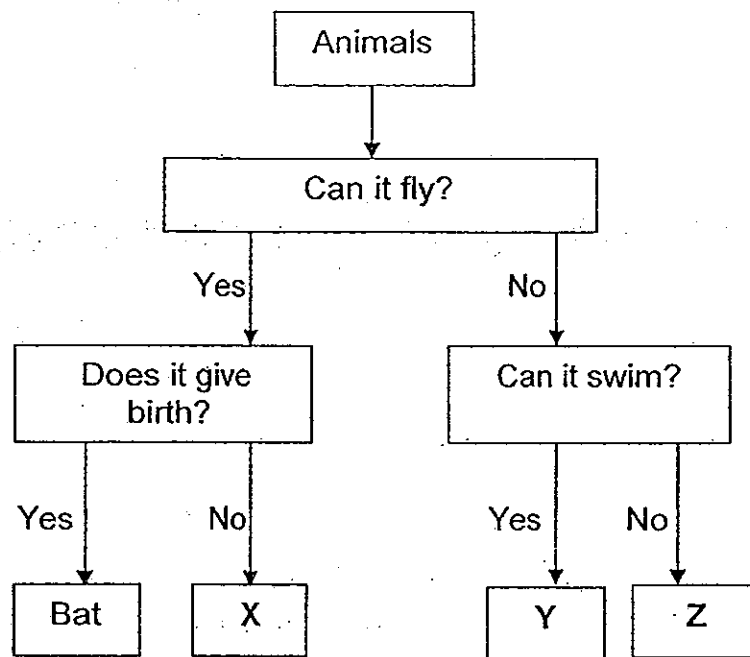 Animals
Can it fly?
Yes
No
Does it give
birth?
Can it swim?
Yes
No
Yes
No
Bat
X
Y
Z